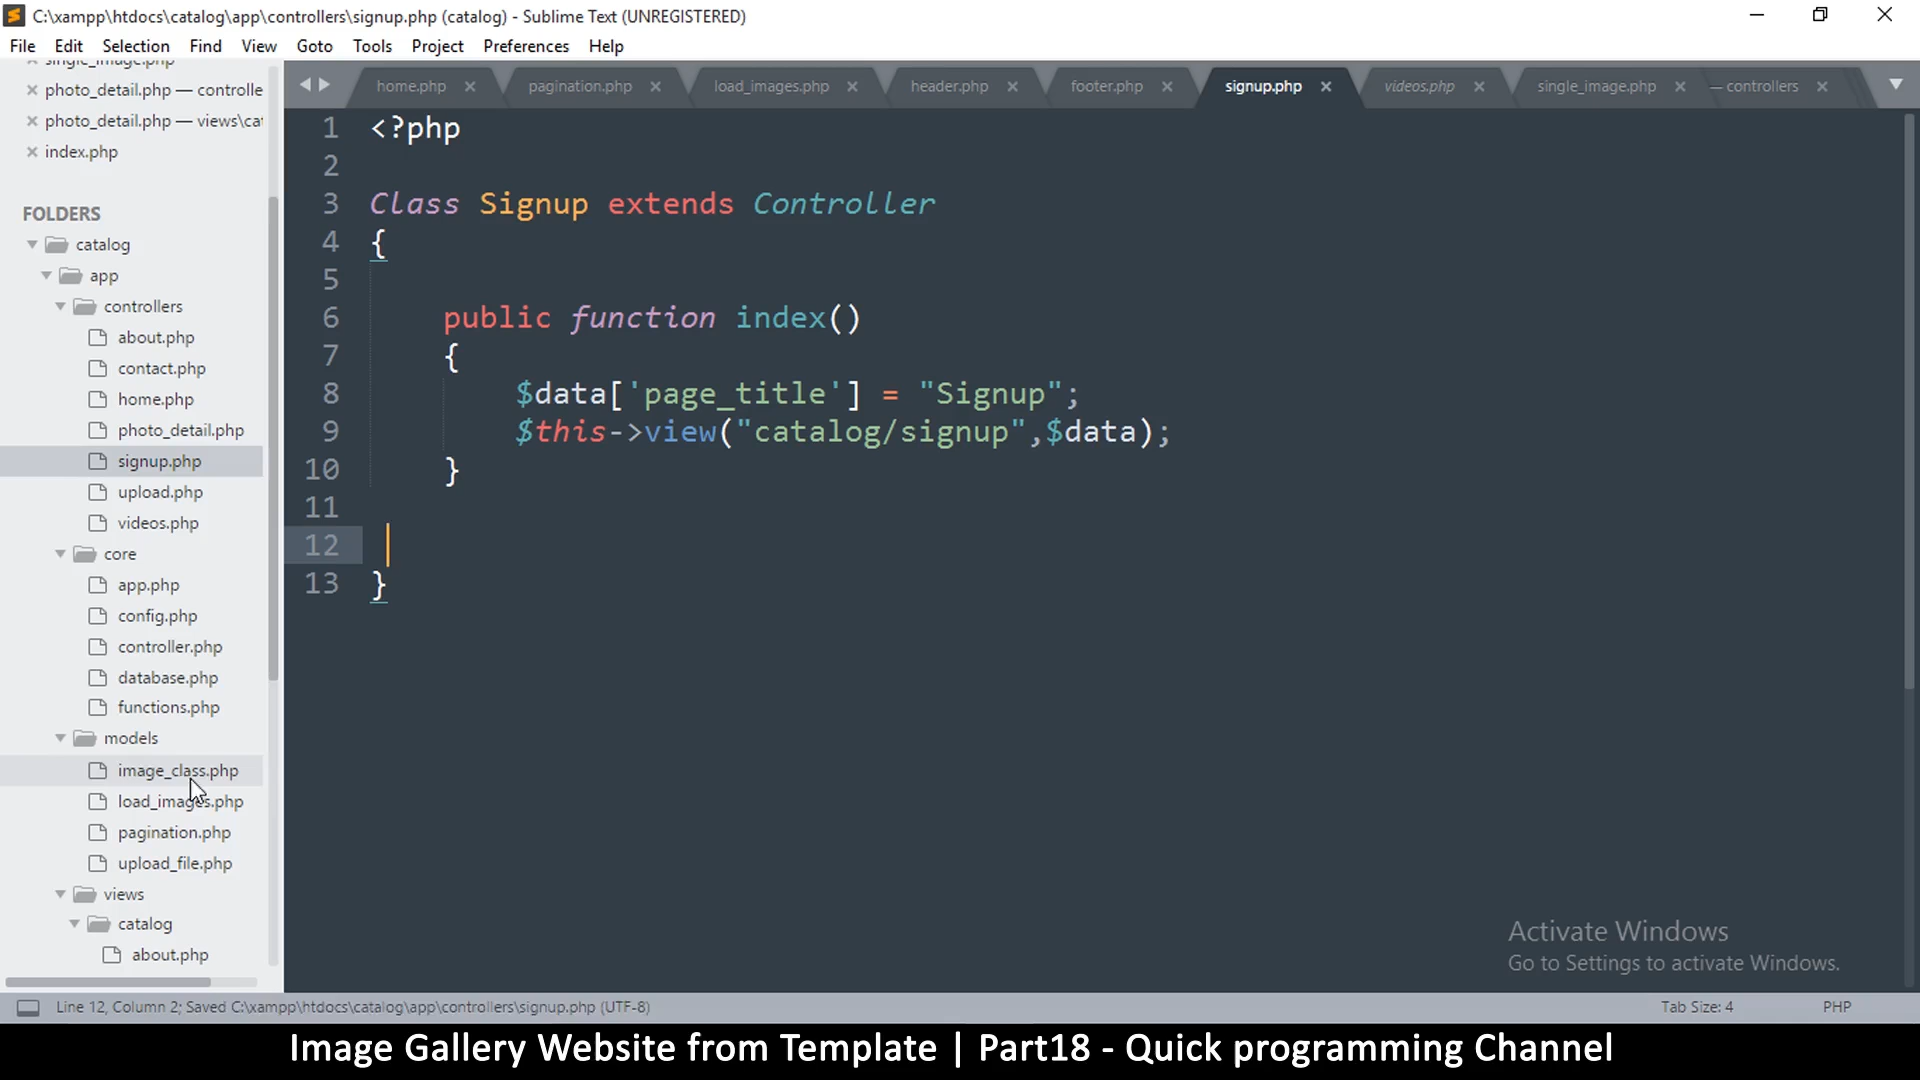 C:\xampp\htdocs\catalog\app\controllers\signup.php (catalog) - Sublime Text (UNREGISTERED)
File Edit Selection Find View Goto Tools Project Preferences Help
single_image.php
photo_detail.php — controlle
photo_detail.php — views\cat
index.php
FOLDERS
catalog
app
controllers
about.php
contact.php
home.php
photo_detail.php
signup.php
upload.php
videos.php
core
app.php
config.php
controller.php
database.php
functions.php
models
image_class.php
load_images.php
pagination.php
upload_file.php
views
catalog
about.php
home.php pagination.php load_images.php header.php footer.php signup.php videos.php single_image.php — controllers
1 <?php
2
3 Class Signup extends Controller
4 {
5
6 public function index()
7 {
8 $data['page_title'] = "Signup";
9 $this->view("catalog/signup",$data);
10 }
11
12
13 }
Activate Windows
Go to Settings to activate Windows.
Line 12, Column 2; Saved C:\xampp\htdocs\catalog\app\controllers\signup.php (UTF-8) Tab Size: 4 PHP
Image Gallery Website from Template | Part18 - Quick programming Channel